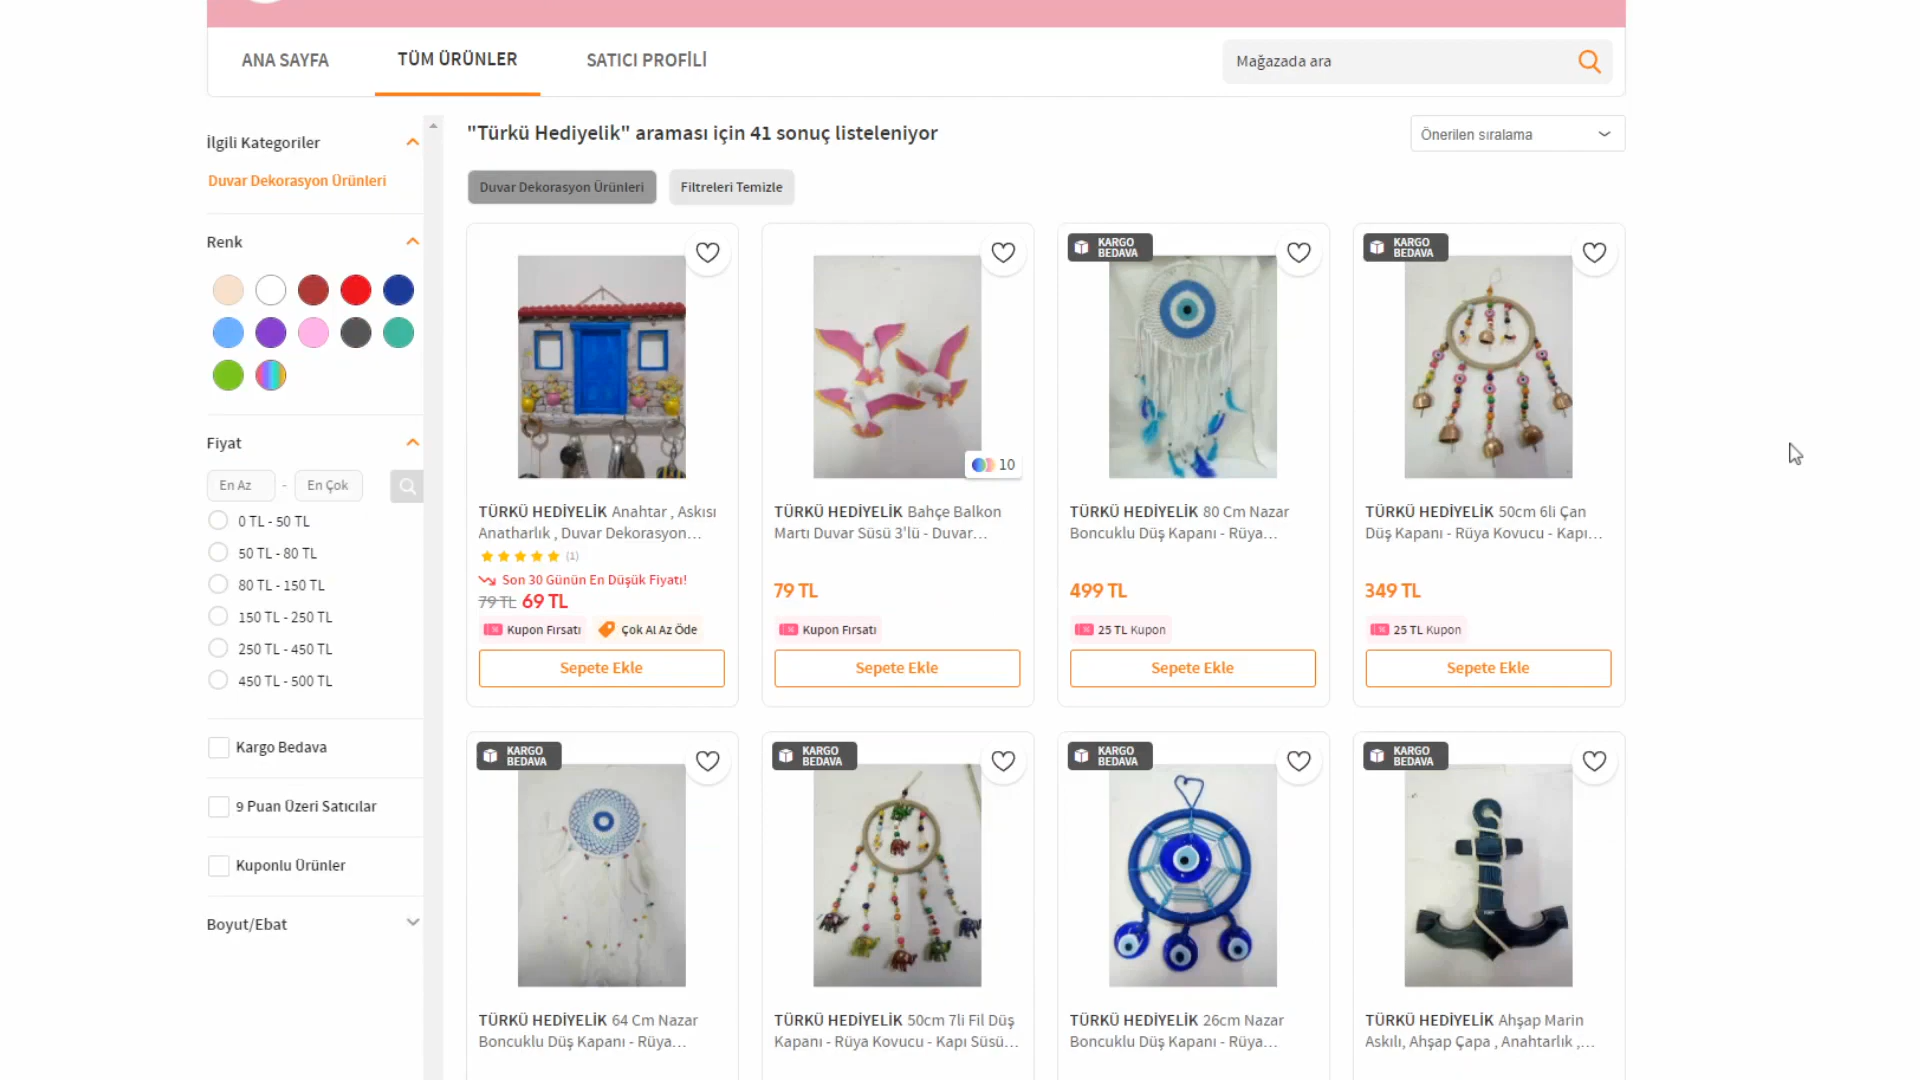 ANA SAYFA
TÜM ÜRÜNLER
SATICI PROFİLİ
Mağazada ara
İlgili Kategoriler
Duvar Dekorasyon Ürünleri
Renk
Fiyat
En Az - En Çok
0 TL - 50 TL
50 TL - 80 TL
80 TL - 150 TL
150 TL - 250 TL
250 TL - 450 TL
450 TL - 500 TL
Kargo Bedava
9 Puan Üzeri Satıcılar
Kuponlu Ürünler
Boyut/Ebat
"Türkü Hediyelik" araması için 41 sonuç listeleniyor
Önerilen sıralama
Duvar Dekorasyon Ürünleri
Filtreleri Temizle
TÜRKÜ HEDİYELİK Anahtar , Askısı
Anatharlık , Duvar Dekorasyon...
(1)
Son 30 Günün En Düşük Fiyatı!
79 TL 69 TL
Kupon Fırsatı
Çok Al Az Öde
Sepete Ekle
10
TÜRKÜ HEDİYELİK Bahçe Balkon
Martı Duvar Süsü 3'lü - Duvar...
79 TL
Kupon Fırsatı
Sepete Ekle
KARGO
BEDAVA
TÜRKÜ HEDİYELİK 80 Cm Nazar
Boncuklu Düş Kapanı - Rüya...
499 TL
25 TL Kupon
Sepete Ekle
KARGO
BEDAVA
TÜRKÜ HEDİYELİK 50cm 6li Çan
Düş Kapanı - Rüya Kovucu - Kapı...
349 TL
25 TL Kupon
Sepete Ekle
KARGO
BEDAVA
TÜRKÜ HEDİYELİK 64 Cm Nazar
Boncuklu Düş Kapanı - Rüya...
KARGO
BEDAVA
TÜRKÜ HEDİYELİK 50cm 7li Fil Düş
Kapanı - Rüya Kovucu - Kapı Süsü...
KARGO
BEDAVA
TÜRKÜ HEDİYELİK 26cm Nazar
Boncuklu Düş Kapanı - Rüya...
KARGO
BEDAVA
TÜRKÜ HEDİYELİK Ahşap Marin
Askılı, Ahşap Çapa , Anahtarlık ,...